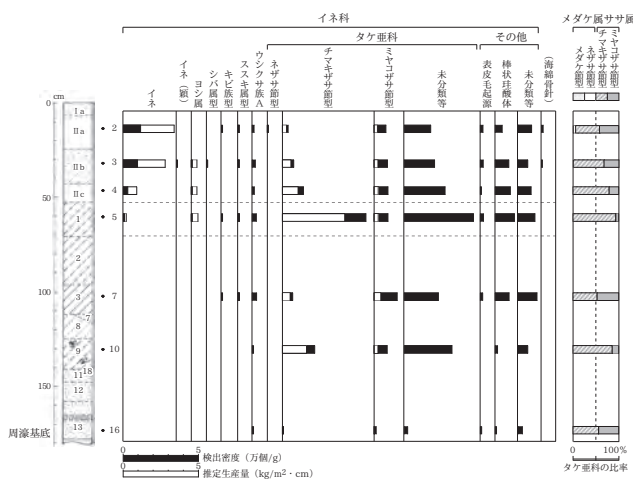 イネ科
メダケ属ササ属
タケ亜科
その他
メダケ節型
ネザサ節型
チマキザサ節型
ミヤコザサ節型
イネ
イネ（穎）
ヨシ属
シバ属型
キビ族型
ススキ属型
ウシクサ族A
ネザサ節型
チマキザサ節型
ミヤコザサ節型
未分類等
表皮毛起源
棒状珪酸体
未分類等
（海綿骨針）
cm
0
50
100
150
周濠基底
Ⅰa
Ⅱa
Ⅱb
Ⅱc
1
2
3
7
8
9
18
11
12
13
2
3
4
5
7
10
16
0 5
検出密度（万個/g）
推定生産量（kg/m²・cm）
0 5
0 100%
タケ亜科の比率